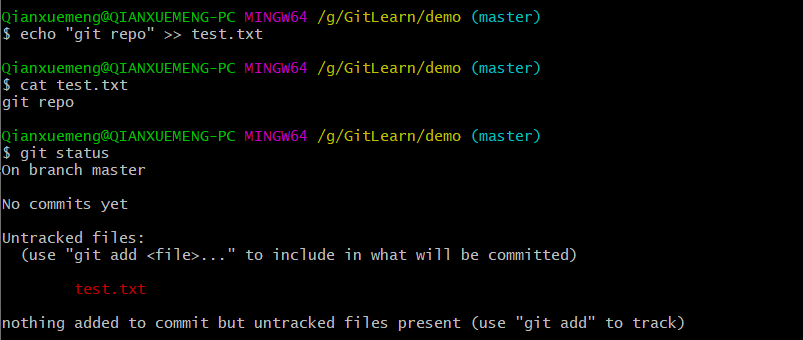 Qianxuemeng@QIANXUEMENG-PC MINGW64 /g/GitLearn/demo (master)
$ echo "git repo" >> test.txt
Qianxuemeng@QIANXUEMENG-PC MINGW64 /g/GitLearn/demo (master)
$ cat test.txt
git repo
Qianxuemeng@QIANXUEMENG-PC MINGW64 /g/GitLearn/demo (master)
$ git status
On branch master
No commits yet
Untracked files:
(use "git add <file>..." to include in what will be committed)
test.txt
nothing added to commit but untracked files present (use "git add" to track)